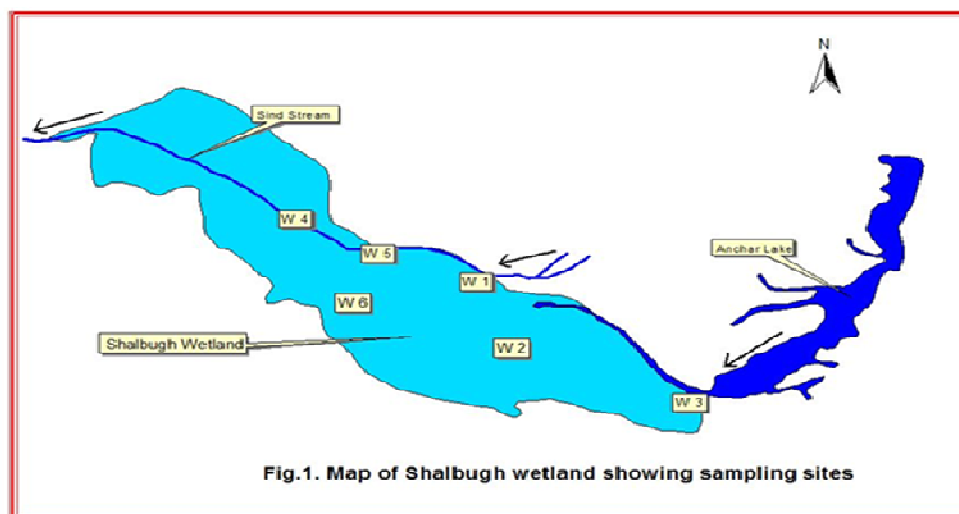 N
Sind Stream
W 4
W 5
Anchar Lake
W 1
W 6
Shalbugh Wetland
W 2
W 3
Fig.1. Map of Shalbugh wetland showing sampling sites